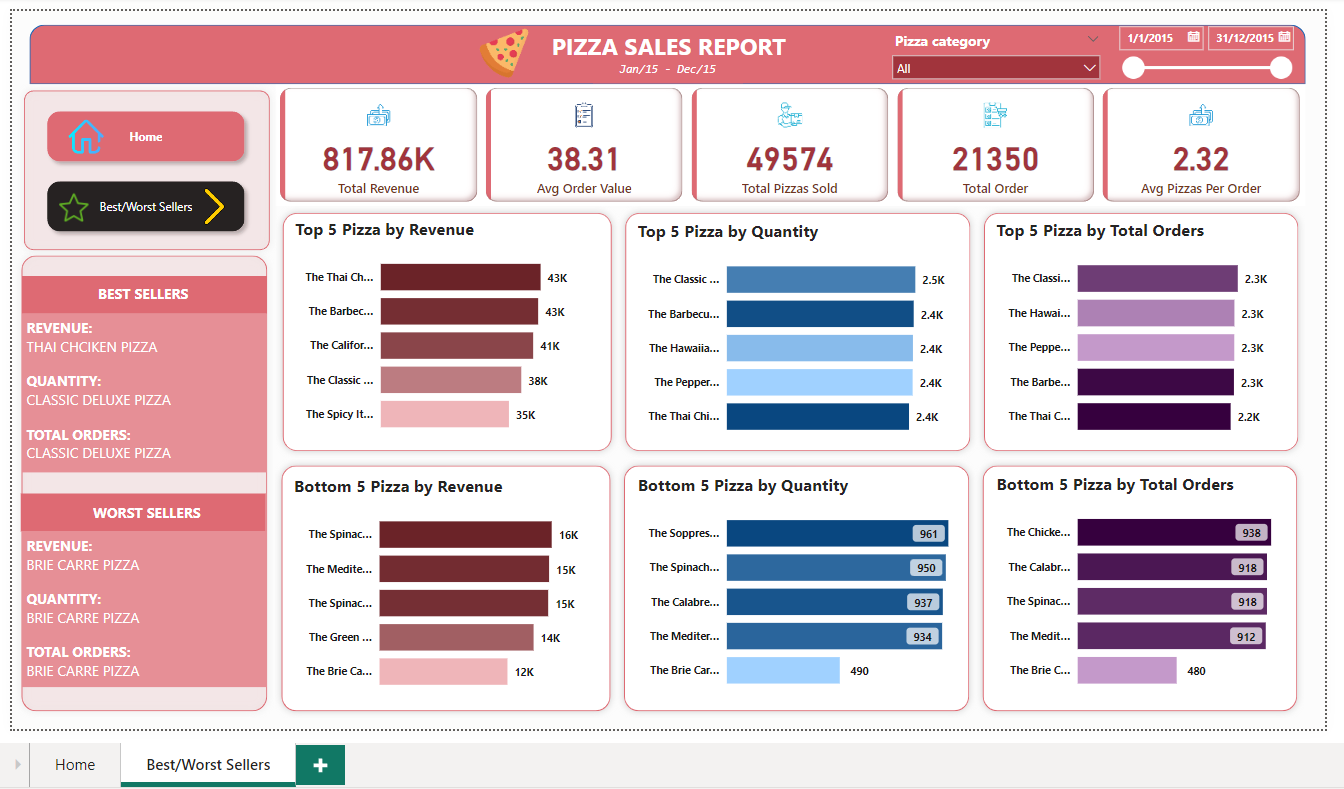 PIZZA SALES REPORT
Jan/15 - Dec/15
Pizza category
All
1/1/2015
31/12/2015
Home
Best/Worst Sellers
817.86K
Total Revenue
38.31
Avg Order Value
49574
Total Pizzas Sold
21350
Total Order
2.32
Avg Pizzas Per Order
BEST SELLERS
REVENUE:
THAI CHCIKEN PIZZA
QUANTITY:
CLASSIC DELUXE PIZZA
TOTAL ORDERS:
CLASSIC DELUXE PIZZA
WORST SELLERS
REVENUE:
BRIE CARRE PIZZA
QUANTITY:
BRIE CARRE PIZZA
TOTAL ORDERS:
BRIE CARRE PIZZA
Top 5 Pizza by Revenue
The Thai Ch... 43K
The Barbec... 43K
The Califor... 41K
The Classic ... 38K
The Spicy It... 35K
Top 5 Pizza by Quantity
The Classic ... 2.5K
The Barbecu... 2.4K
The Hawaiia... 2.4K
The Pepper... 2.4K
The Thai Chi... 2.4K
Top 5 Pizza by Total Orders
The Classi... 2.3K
The Hawai... 2.3K
The Peppe... 2.3K
The Barbe... 2.3K
The Thai C... 2.2K
Bottom 5 Pizza by Revenue
The Spinac... 16K
The Medite... 15K
The Spinac... 15K
The Green ... 14K
The Brie Ca... 12K
Bottom 5 Pizza by Quantity
The Soppres... 961
The Spinach... 950
The Calabre... 937
The Mediter... 934
The Brie Car... 490
Bottom 5 Pizza by Total Orders
The Chicke... 938
The Calabr... 918
The Spinac... 918
The Medit... 912
The Brie C... 480
Home
Best/Worst Sellers